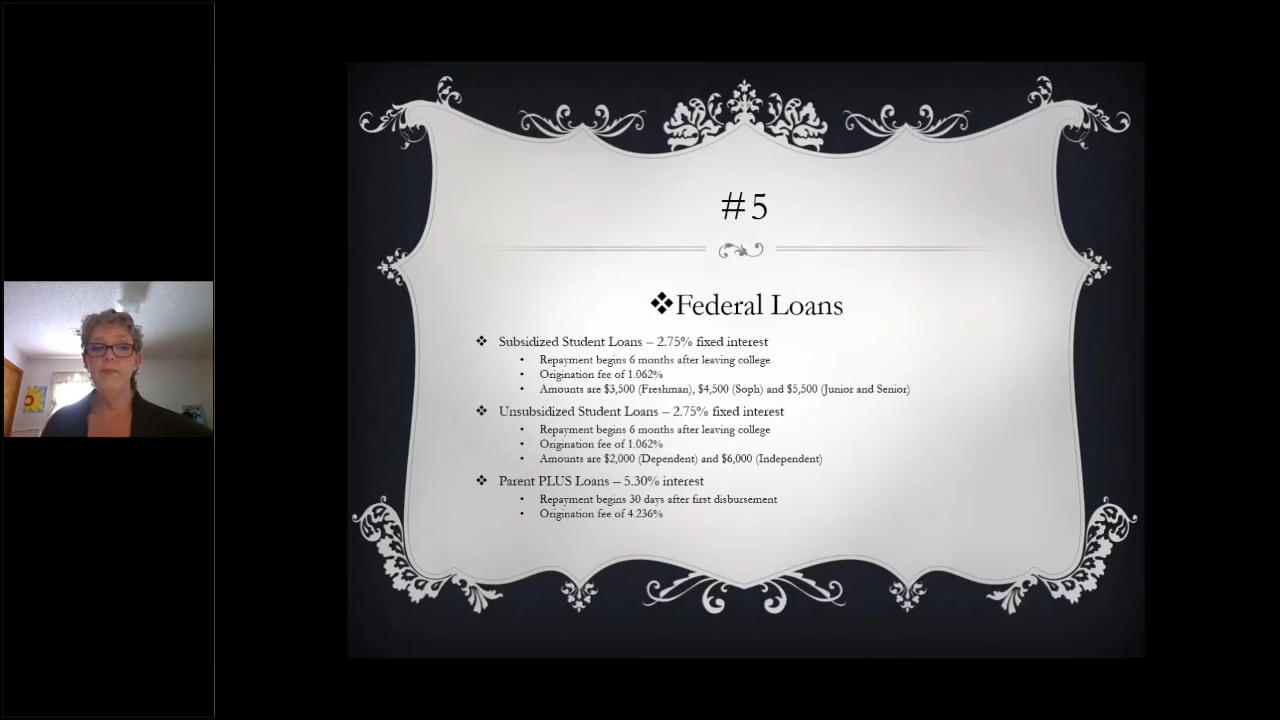 #5
❖Federal Loans
❖ Subsidized Student Loans – 2.75% fixed interest
• Repayment begins 6 months after leaving college
• Origination fee of 1.062%
• Amounts are $3,500 (Freshman), $4,500 (Soph) and $5,500 (Junior and Senior)
❖ Unsubsidized Student Loans – 2.75% fixed interest
• Repayment begins 6 months after leaving college
• Origination fee of 1.062%
• Amounts are $2,000 (Dependent) and $6,000 (Independent)
❖ Parent PLUS Loans – 5.30% interest
• Repayment begins 30 days after first disbursement
• Origination fee of 4.236%